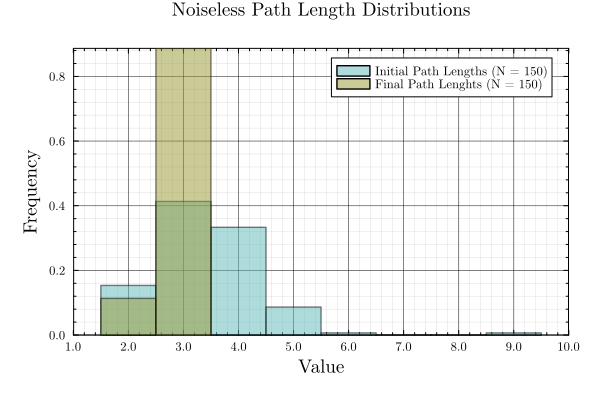 Noiseless Path Length Distributions
Initial Path Lengths (N = 150)
Final Path Lenghts (N = 150)
Frequency
0.8
0.6
0.4
0.2
0.0
1.0 2.0 3.0 4.0 5.0 6.0 7.0 8.0 9.0 10.0
Value